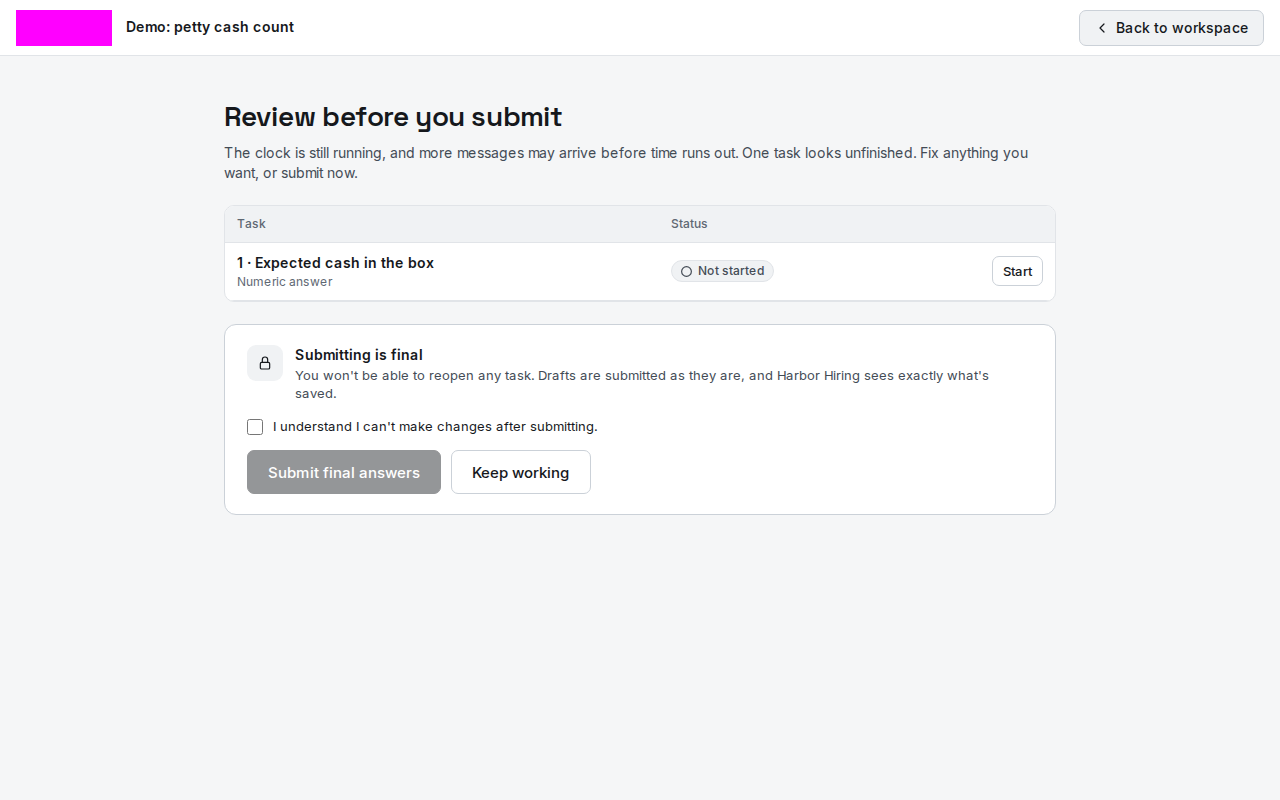 Demo: petty cash count
Back to workspace
Review before you submit
The clock is still running, and more messages may arrive before time runs out. One task looks unfinished. Fix anything you
want, or submit now.
Task Status
1 · Expected cash in the box
Numeric answer
Not started
Start
Submitting is final
You won't be able to reopen any task. Drafts are submitted as they are, and Harbor Hiring sees exactly what's
saved.
I understand I can't make changes after submitting.
Submit final answers Keep working